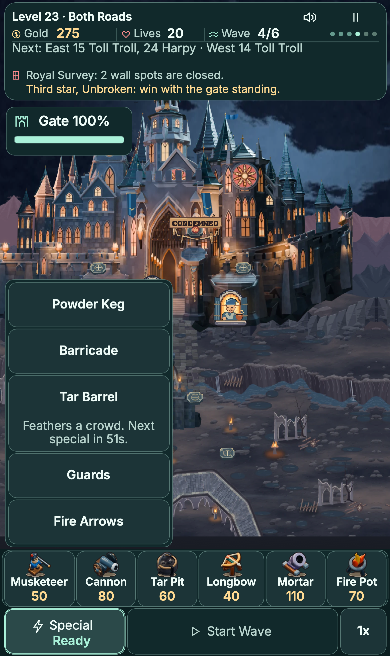 Level 23 · Both Roads
Gold 275 Lives 20 Wave 4/6
Next: East 15 Toll Troll, 24 Harpy · West 14 Toll Troll
Royal Survey: 2 wall spots are closed.
Third star, Unbroken: win with the gate standing.
Gate 100%
CONDEMNED
Powder Keg
Barricade
Tar Barrel
Feathers a crowd. Next
special in 51s.
Guards
Fire Arrows
Musketeer Cannon Tar Pit Longbow Mortar Fire Pot
50 80 60 40 110 70
Special
Ready
Start Wave
1x